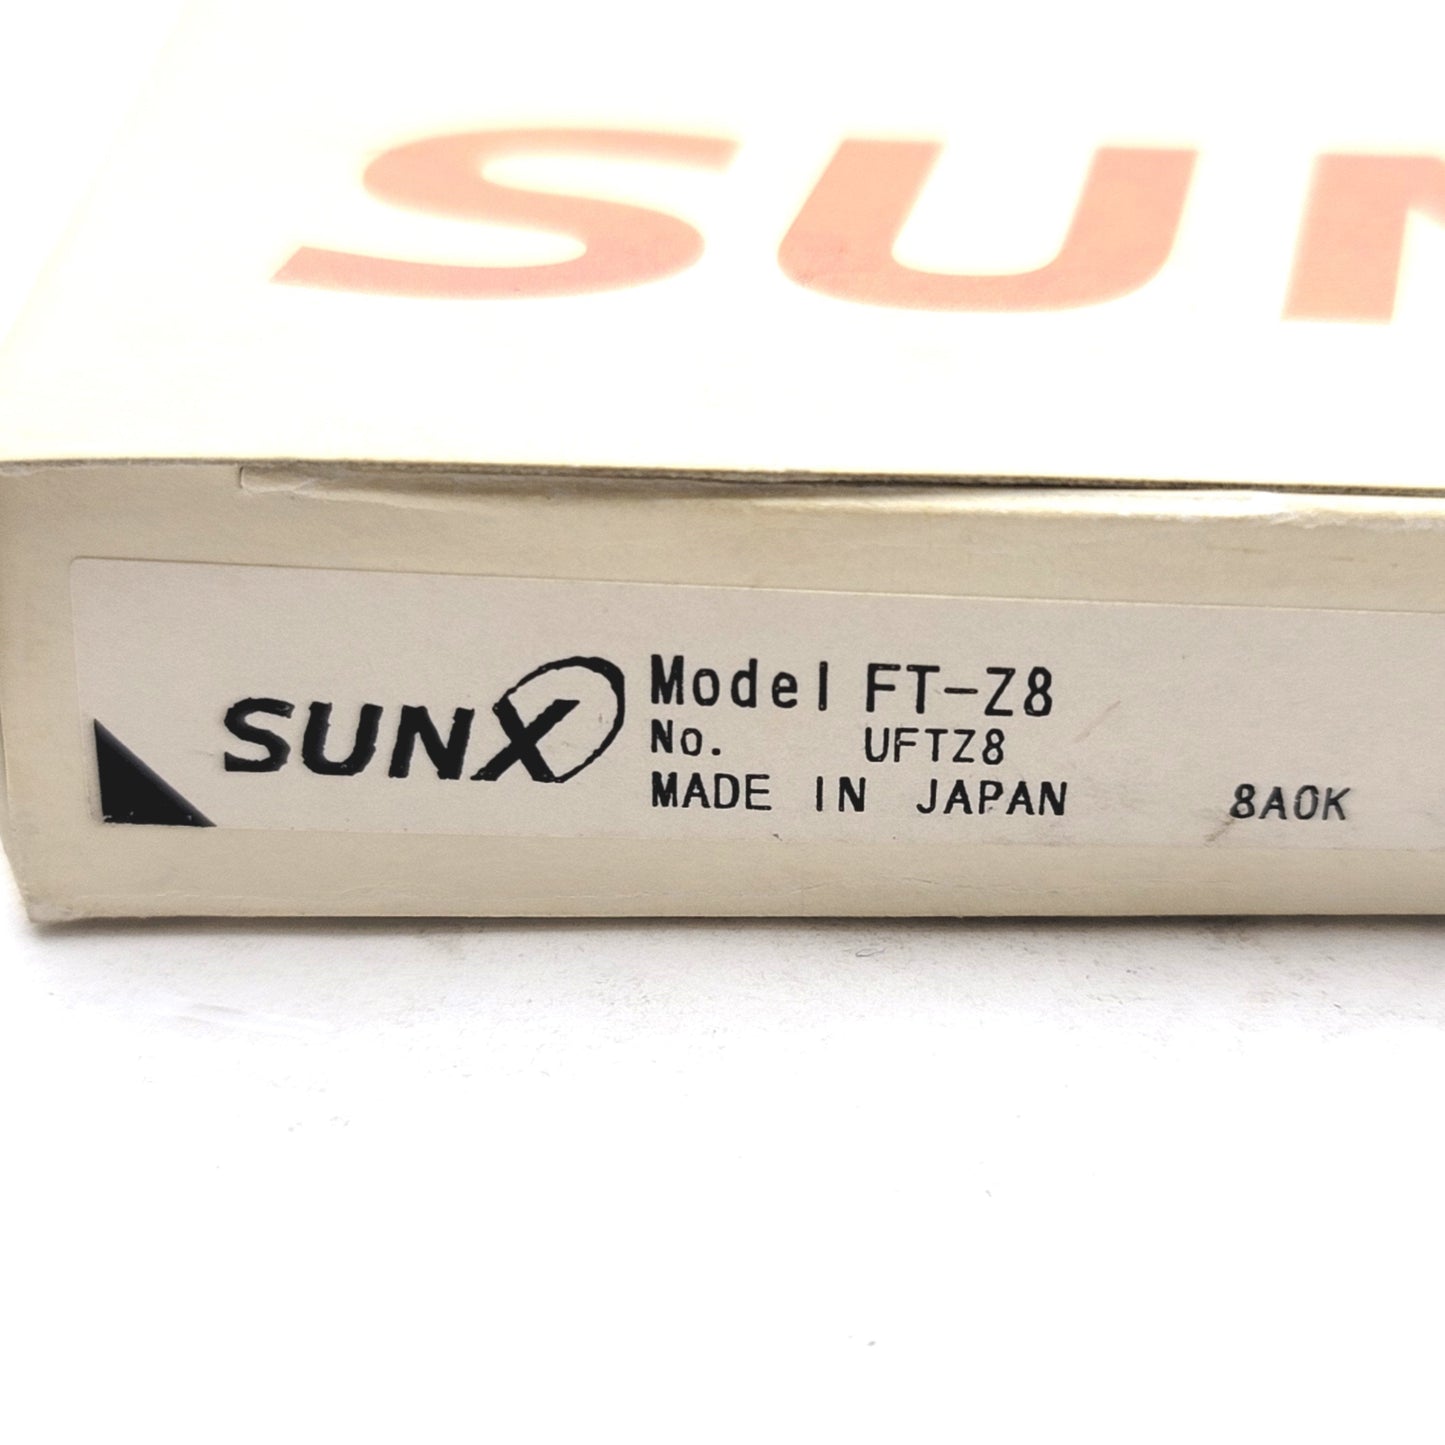 SUN
SUNX
Model FT-Z8
No. UFTZ8
MADE IN JAPAN 8A0K